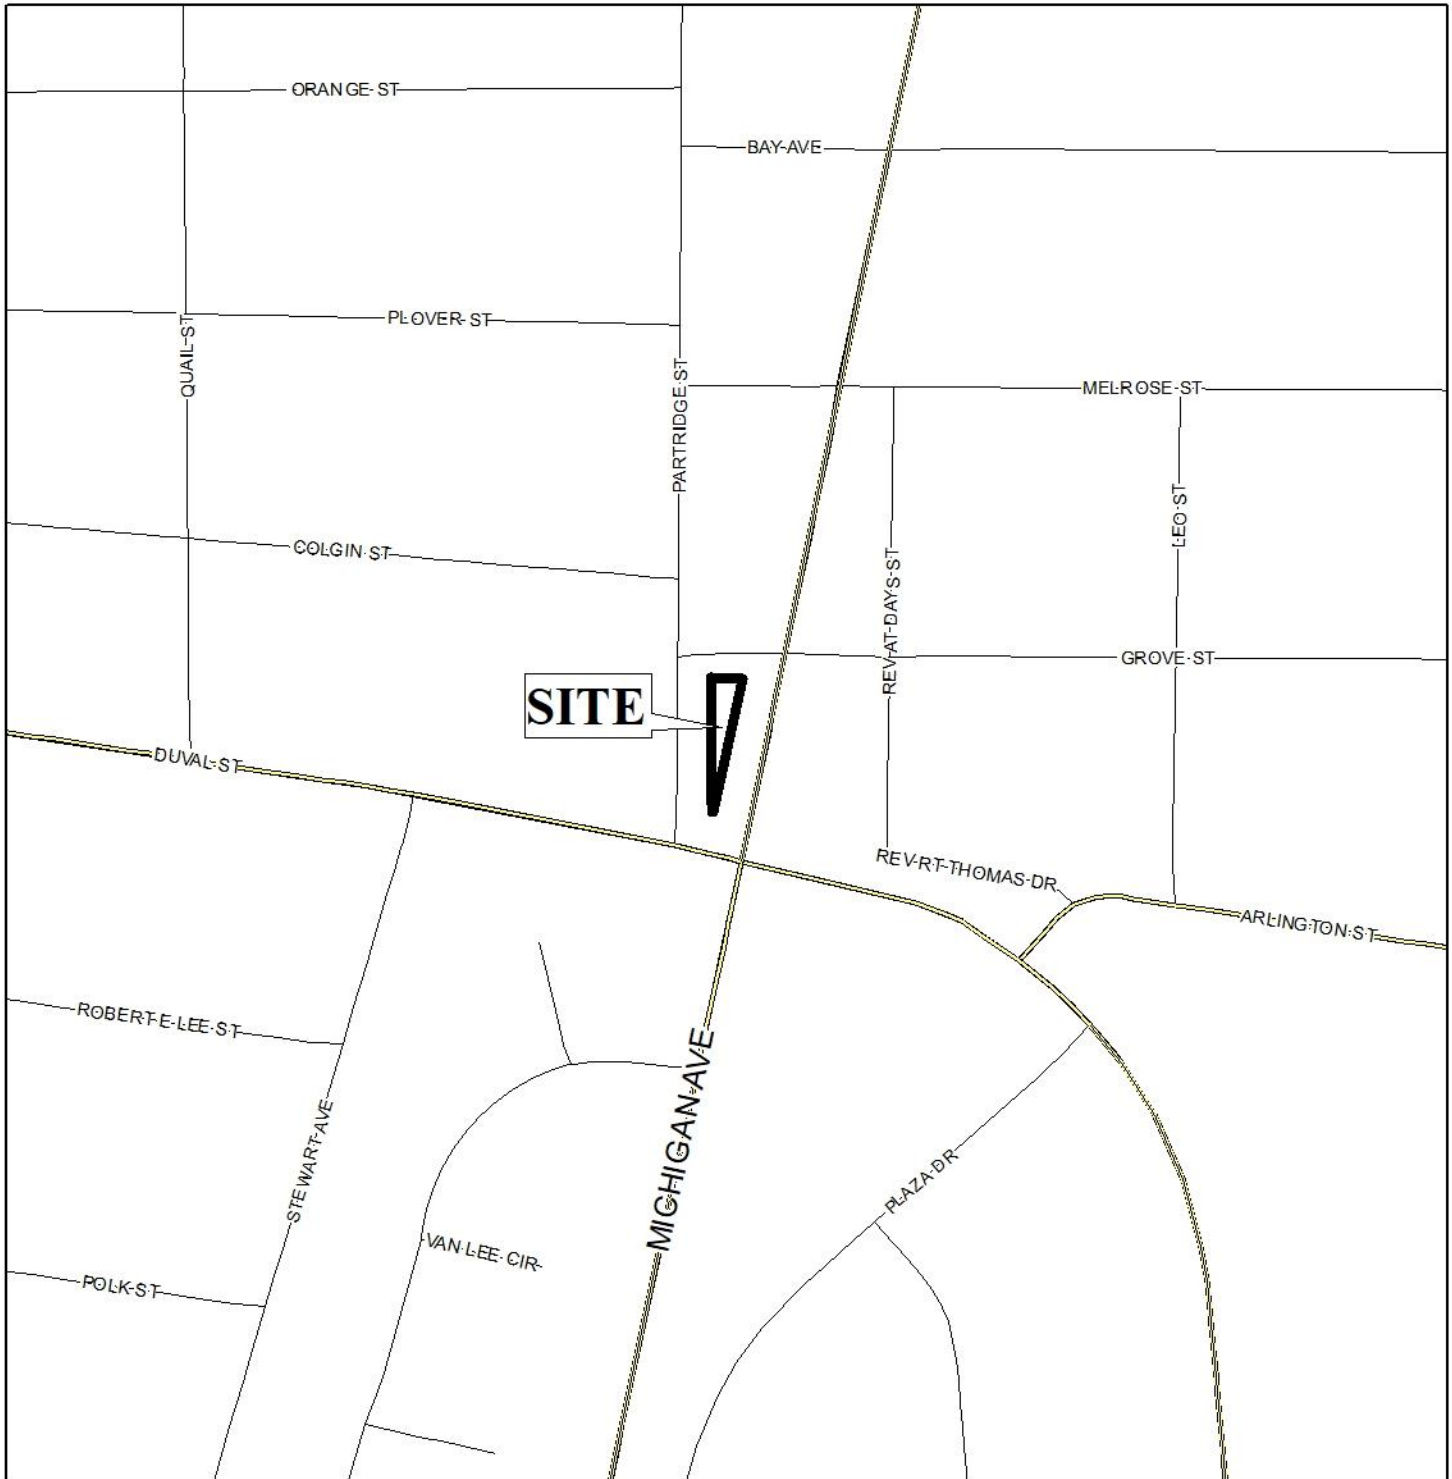 ORANGE ST
BAY AVE
PLOVER ST
QUAIL ST
PARTRIDGE ST
MELROSE ST
LEO ST
COLGIN ST
REV AT DAYS ST
GROVE ST
SITE
DUVAL ST
REV RT THOMAS DR
ARLINGTON ST
ROBERT E LEE ST
MICHIGAN AVE
STEWART AVE
PLAZA DR
VAN LEE CIR
POLK ST